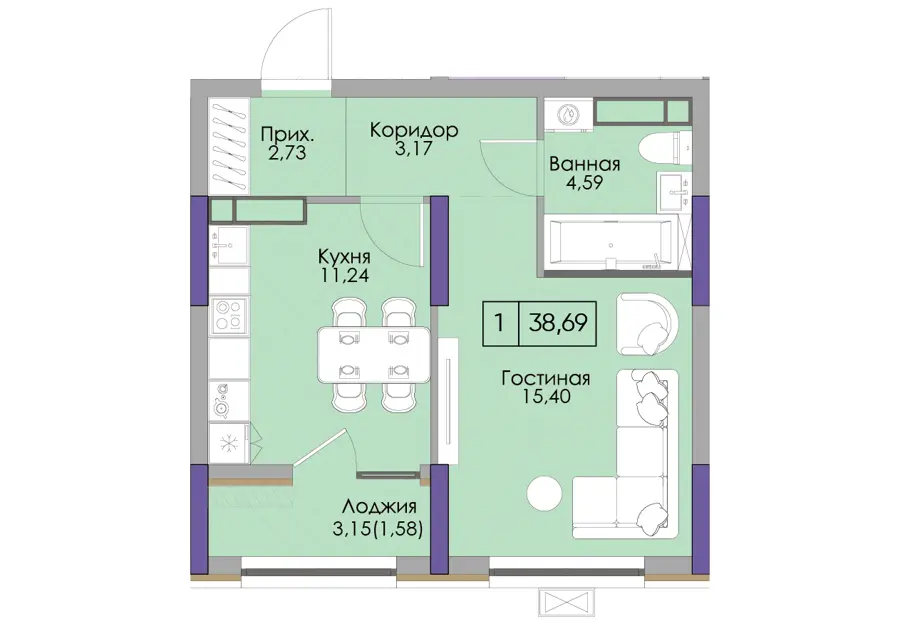 Прих.
2,73
Коридор
3,17
Ванная
4,59
Кухня
11,24
1 38,69
Гостиная
15,40
Лоджия
3,15(1,58)